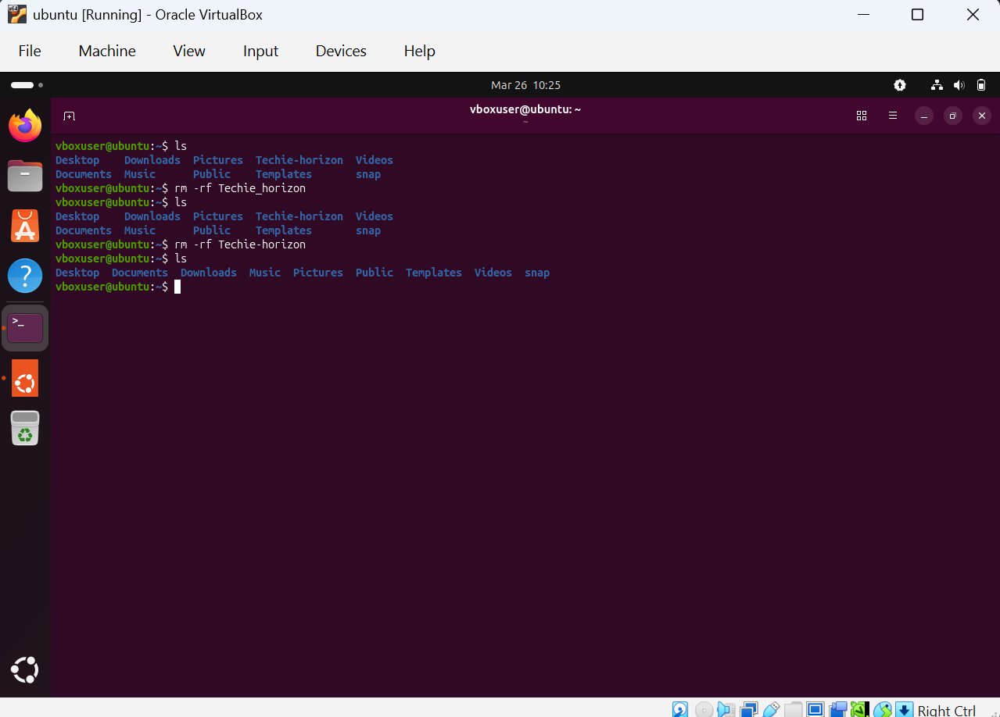 ubuntu [Running] - Oracle VirtualBox
File Machine View Input Devices Help
Mar 26 10:25
vboxuser@ubuntu: ~
~
vboxuser@ubuntu:~$ ls
Desktop Downloads Pictures Techie-horizon Videos
Documents Music Public Templates snap
vboxuser@ubuntu:~$ rm -rf Techie_horizon
vboxuser@ubuntu:~$ ls
Desktop Downloads Pictures Techie-horizon Videos
Documents Music Public Templates snap
vboxuser@ubuntu:~$ rm -rf Techie-horizon
vboxuser@ubuntu:~$ ls
Desktop Documents Downloads Music Pictures Public Templates Videos snap
vboxuser@ubuntu:~$
Right Ctrl